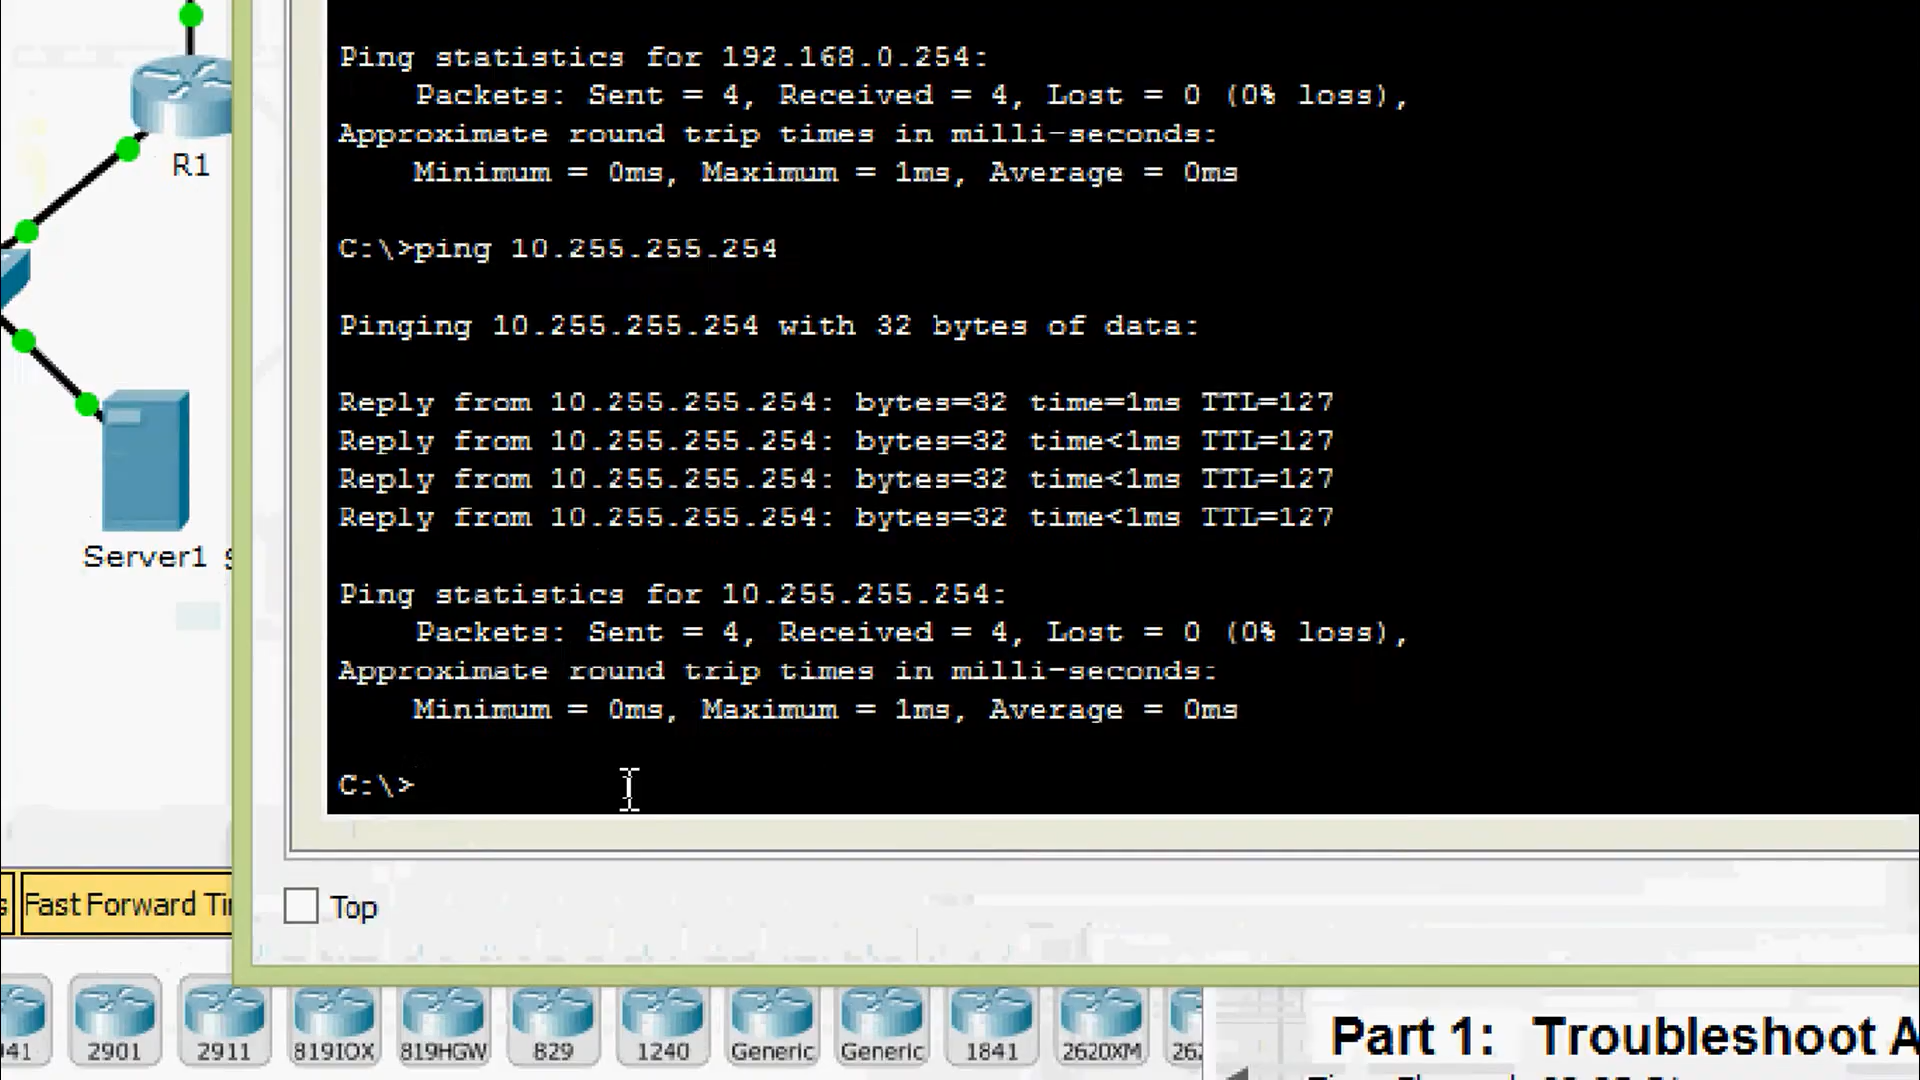 Ping statistics for 192.168.0.254:
Packets: Sent = 4, Received = 4, Lost = 0 (0% loss),
Approximate round trip times in milli-seconds:
Minimum = 0ms, Maximum = 1ms, Average = 0ms
C:\>ping 10.255.255.254
Pinging 10.255.255.254 with 32 bytes of data:
Reply from 10.255.255.254: bytes=32 time=1ms TTL=127
Reply from 10.255.255.254: bytes=32 time<1ms TTL=127
Reply from 10.255.255.254: bytes=32 time<1ms TTL=127
Reply from 10.255.255.254: bytes=32 time<1ms TTL=127
Ping statistics for 10.255.255.254:
Packets: Sent = 4, Received = 4, Lost = 0 (0% loss),
Approximate round trip times in milli-seconds:
Minimum = 0ms, Maximum = 1ms, Average = 0ms
C:\>
R1
Server1
Fast Forward Ti
Top
941 2901 2911 819IOX 819HGW 829 1240 Generic Generic 1841 2620XM 262
Part 1: Troubleshoot A